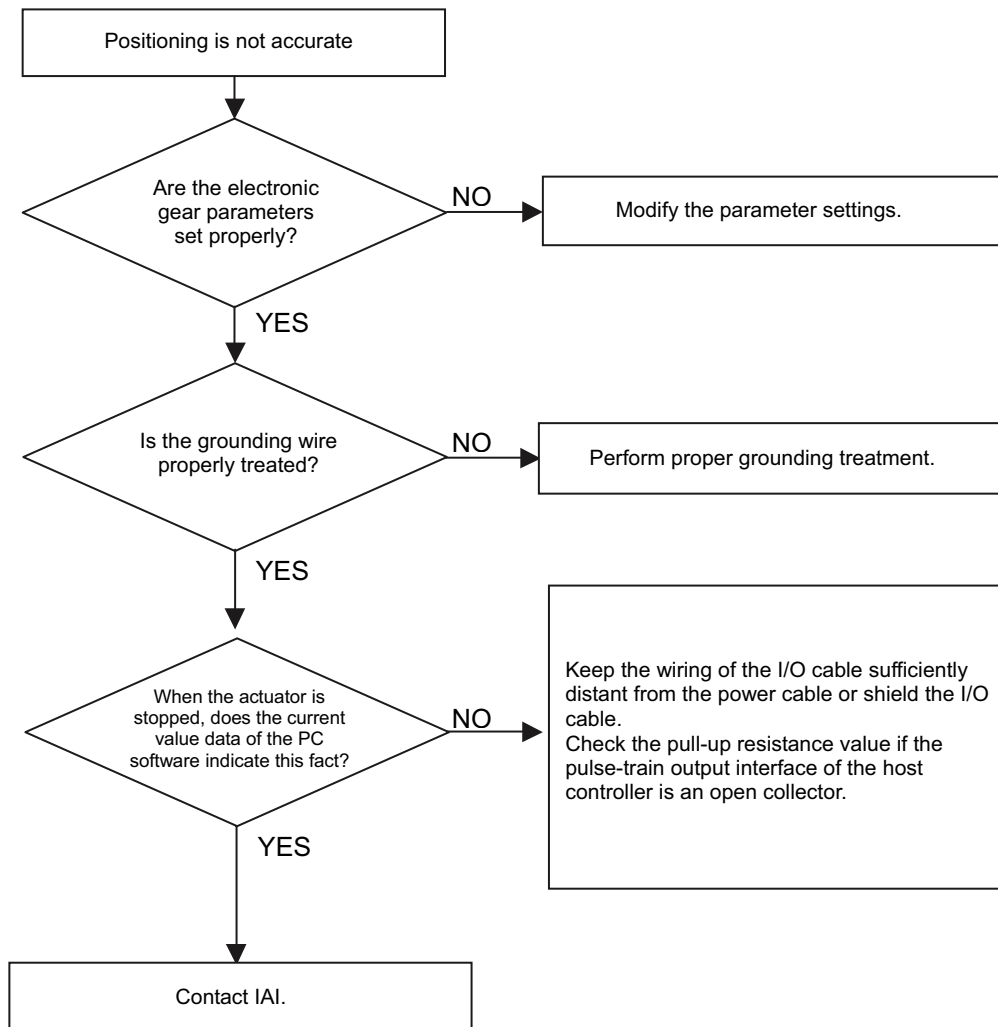 Positioning is not accurate
Are the electronic
gear parameters
set properly?
NO
Modify the parameter settings.
YES
Is the grounding wire
properly treated?
NO
Perform proper grounding treatment.
YES
When the actuator is
stopped, does the current
value data of the PC
software indicate this fact?
NO
Keep the wiring of the I/O cable sufficiently
distant from the power cable or shield the I/O
cable.
Check the pull-up resistance value if the
pulse-train output interface of the host
controller is an open collector.
YES
Contact IAI.